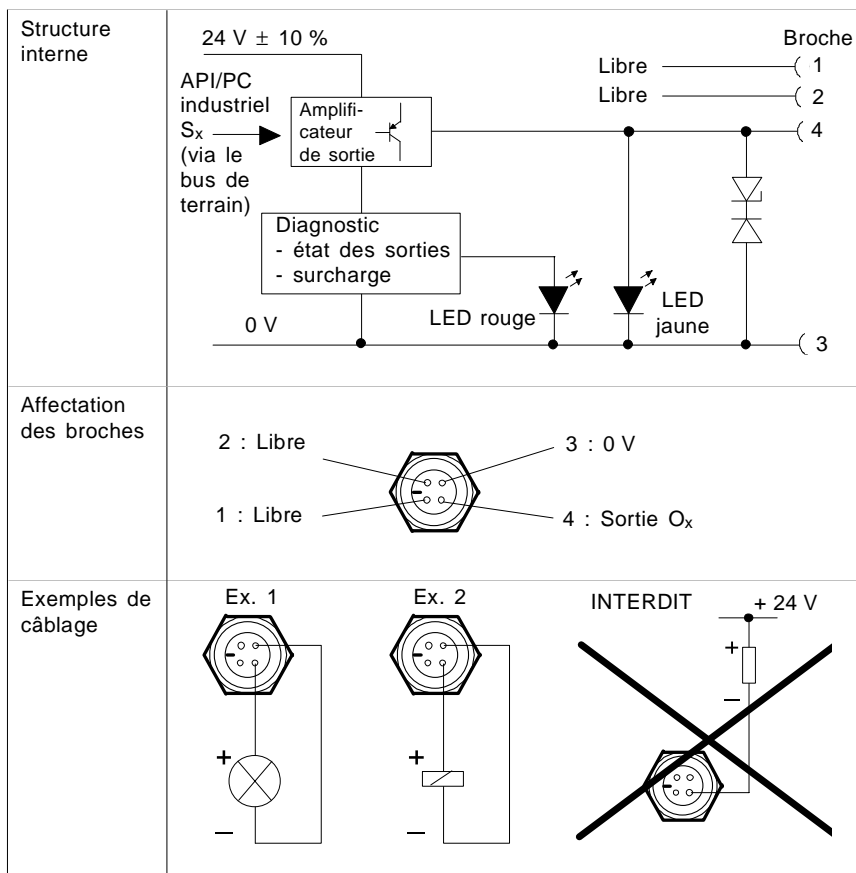 Structure
interne
24 V ± 10 %
Broche
Libre
1
API/PC
industriel
Sx
(via le
bus de
terrain)
Libre
2
Amplifi-
cateur
de sortie
4
Diagnostic
- état des sorties
- surcharge
LED rouge
LED
jaune
0 V
3
Affectation
des broches
2 : Libre
3 : 0 V
1 : Libre
4 : Sortie Ox
Exemples de
câblage
Ex. 1
Ex. 2
INTERDIT
+ 24 V
+
–
+
–
+
–